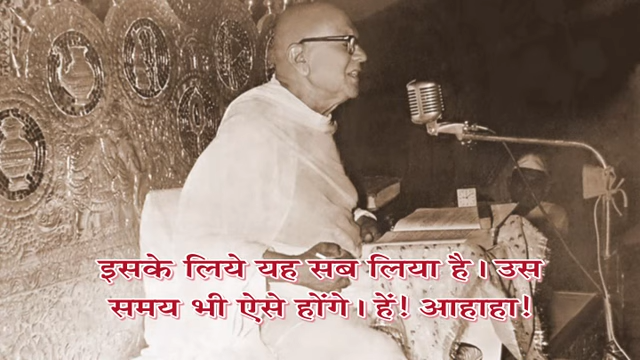 इसके लिये यह सब लिया है। उस
समय भी ऐसे होंगे। हें! आहाहा!